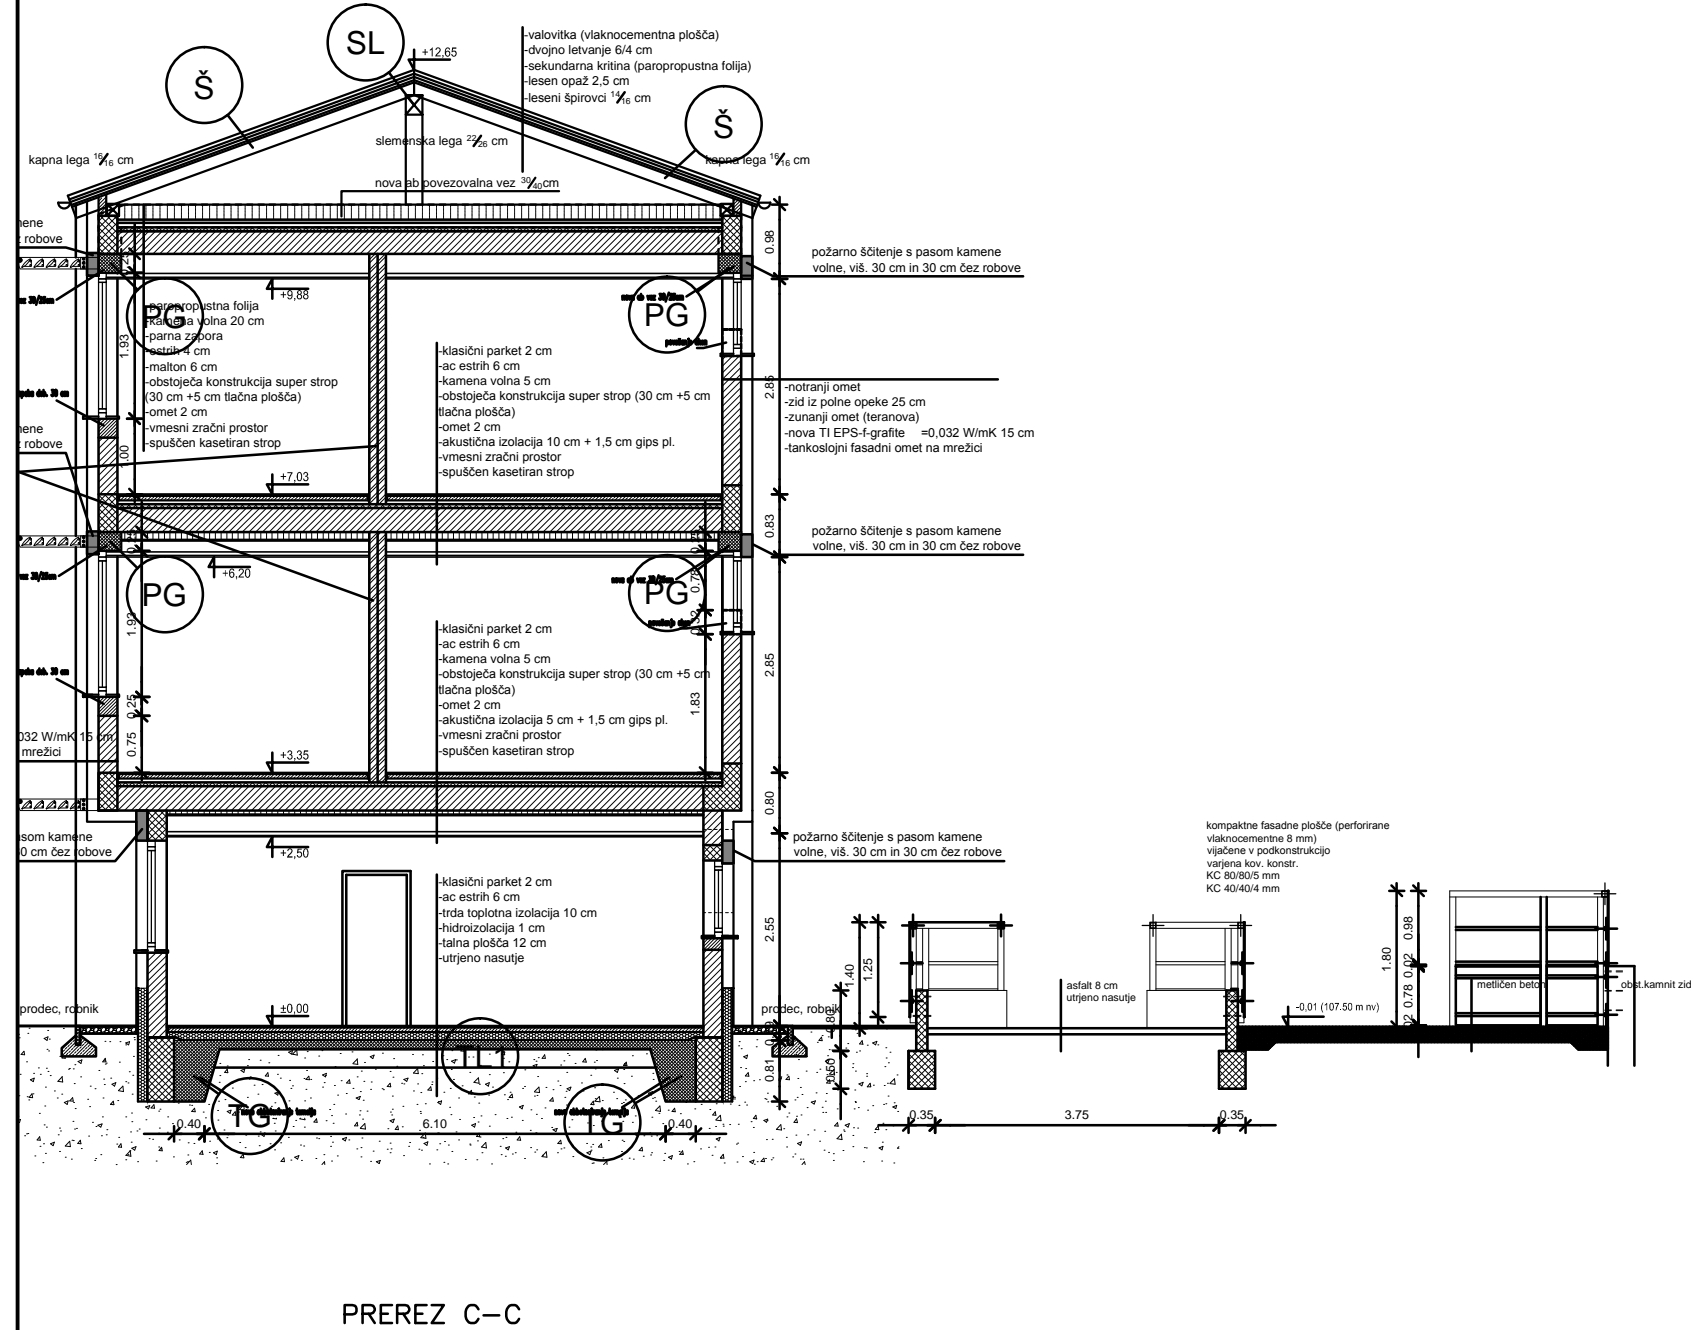 SL
Š
Š
+12,65
-valovitka (vlaknocementna plošča)
-dvojno letvanje 6/4 cm
-sekundarna kritina (paropropustna folija)
-lesen opaž 2,5 cm
-leseni špirovci 14/16 cm
slemenska lega 22/26 cm
kapna lega 16/16 cm
kapna lega 16/16 cm
nova ab povezovalna vez 30/40cm
robove
požarno ščitenje s pasom kamene
volne, viš. 30 cm in 30 cm čez robove
0.98
+9,88
PG
PG
-paropropustna folija
-kamena volna 20 cm
-parna zapora
-estrih 4 cm
-malton 6 cm
-obstoječa konstrukcija super strop
(30 cm +5 cm tlačna plošča)
-omet 2 cm
-vmesni zračni prostor
-spuščen kasetiran strop
1.93
1.00
-klasični parket 2 cm
-ac estrih 6 cm
-kamena volna 5 cm
-obstoječa konstrukcija super strop (30 cm +5 cm
tlačna plošča)
-omet 2 cm
-akustična izolacija 10 cm + 1,5 cm gips pl.
-vmesni zračni prostor
-spuščen kasetiran strop
2.85
-notranji omet
-zid iz polne opeke 25 cm
-zunanji omet (teranova)
-nova TI EPS-f-grafite =0,032 W/mK 15 cm
-tankoslojni fasadni omet na mrežici
robove
+7,03
0.83
požarno ščitenje s pasom kamene
volne, viš. 30 cm in 30 cm čez robove
+6,20
PG
PG
0.78
1.93
0.25
0.75
-klasični parket 2 cm
-ac estrih 6 cm
-kamena volna 5 cm
-obstoječa konstrukcija super strop (30 cm +5 cm
tlačna plošča)
-omet 2 cm
-akustična izolacija 5 cm + 1,5 cm gips pl.
-vmesni zračni prostor
-spuščen kasetiran strop
1.83
2.85
032 W/mK 15 cm
mrežici
+3,35
0.80
kamene
cm čez robove
+2,50
požarno ščitenje s pasom kamene
volne, viš. 30 cm in 30 cm čez robove
-klasični parket 2 cm
-ac estrih 6 cm
-trda toplotna izolacija 10 cm
-hidroizolacija 1 cm
-talna plošča 12 cm
-utrjeno nasutje
2.55
kompaktne fasadne plošče (perforirane
vlaknocementne 8 mm)
vijačene v podkonstrukcijo
varjena kov. konstr.
KC 80/80/5 mm
KC 40/40/4 mm
1.40
1.25
1.80
0.98
0.02
0.78
asfalt 8 cm
utrjeno nasutje
metličen beton
obst.kamnit zid
-0,01 (107.50 m nv)
prodec, robnik
±0,00
prodec, robnik
0.81
TL1
TG
TG
0.40
6.10
0.40
0.35
3.75
0.35
PREREZ C-C